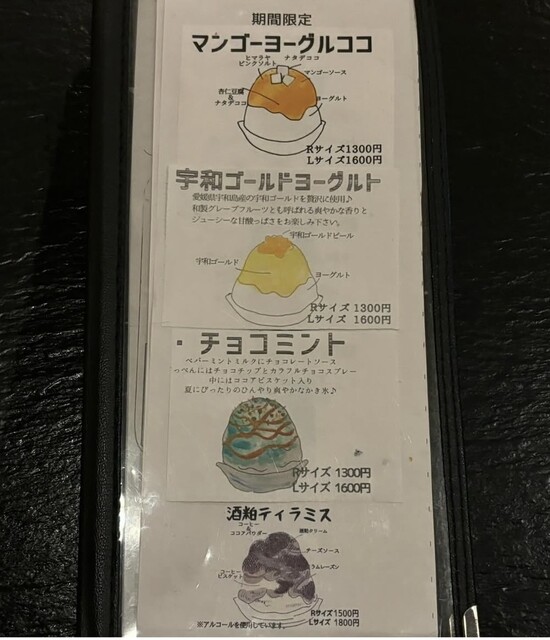 期間限定
マンゴーヨーグルココ
ヒマラヤ
ピンクソルト
ナタデココ
マンゴーソース
杏仁豆腐
&
ナタデココ
ヨーグルト
Rサイズ1300円
Lサイズ1600円
宇和ゴールドヨーグルト
愛媛県宇和島産の宇和ゴールドを贅沢に使用♪
和製グレープフルーツとも呼ばれる爽やかな香りと
ジューシーな甘酸っぱさをお楽しみ下さい。
宇和ゴールドピール
宇和ゴールド
ヨーグルト
Rサイズ 1300円
Lサイズ 1600円
・チョコミント
ペパーミントミルクにチョコレートソース
っぺんにはチョコチップとカラフルチョコスプレー
中にはココアビスケット入り
夏にぴったりのひんやり爽やかなかき氷♪
Rサイズ 1300円
Lサイズ 1600円
酒粕ティラミス
コーヒー
&
ココアパウダー
酒粕クリーム
チーズソース
ラムレーズン
コーヒー
ビスケット
Rサイズ1500円
Lサイズ 1800円
※アルコールを使用しています。